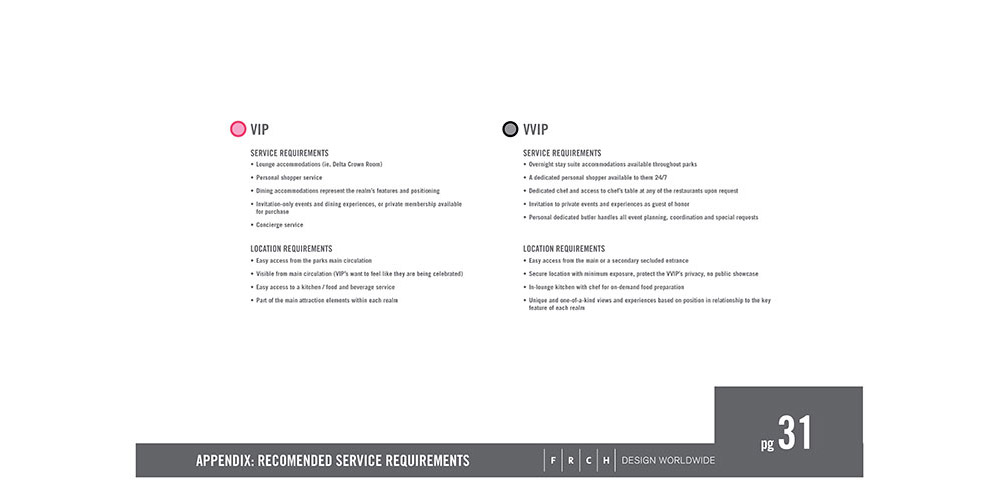 VIP
SERVICE REQUIREMENTS
• Lounge accommodations (ie, Delta Crown Room)
• Personal shopper service
• Dining accommodations represent the realm's features and positioning
• Invitation-only events and dining experiences, or private membership available
for purchase
• Concierge service
LOCATION REQUIREMENTS
• Easy access from the parks main circulation
• Visible from main circulation (VIP's want to feel like they are being celebrated)
• Easy access to a kitchen / food and beverage service
• Part of the main attraction elements within each realm
VVIP
SERVICE REQUIREMENTS
• Overnight stay suite accommodations available throughout parks
• A dedicated personal shopper available to them 24/7
• Dedicated chef and access to chef's table at any of the restaurants upon request
• Invitation to private events and experiences as guest of honor
• Personal dedicated butler handles all event planning, coordination and special requests
LOCATION REQUIREMENTS
• Easy access from the main or a secondary secluded entrance
• Secure location with minimum exposure, protect the VVIP's privacy, no public showcase
• In-lounge kitchen with chef for on-demand food preparation
• Unique and one-of-a-kind views and experiences based on position in relationship to the key
feature of each realm
APPENDIX: RECOMENDED SERVICE REQUIREMENTS
F R C H DESIGN WORLDWIDE
pg 31